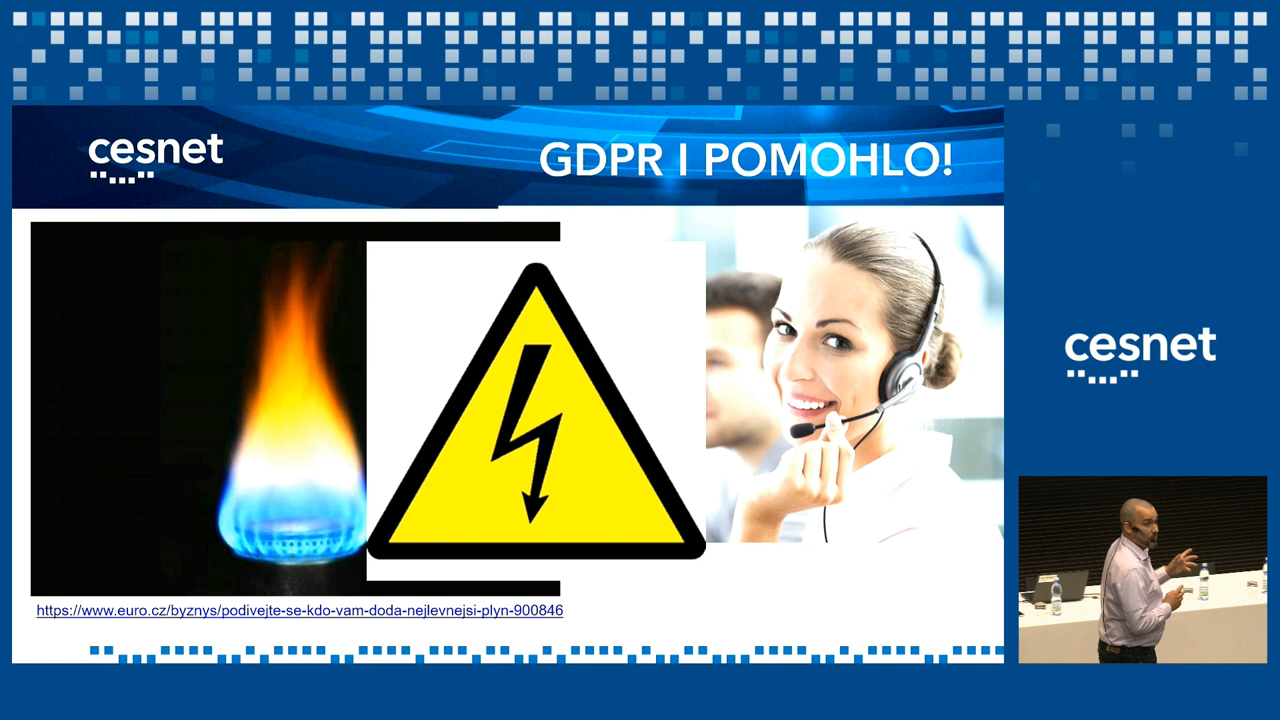 cesnet
GDPR I POMOHLO!
cesnet
https://www.euro.cz/byznys/podivejte-se-kdo-vam-doda-nejlevnejsi-plyn-900846